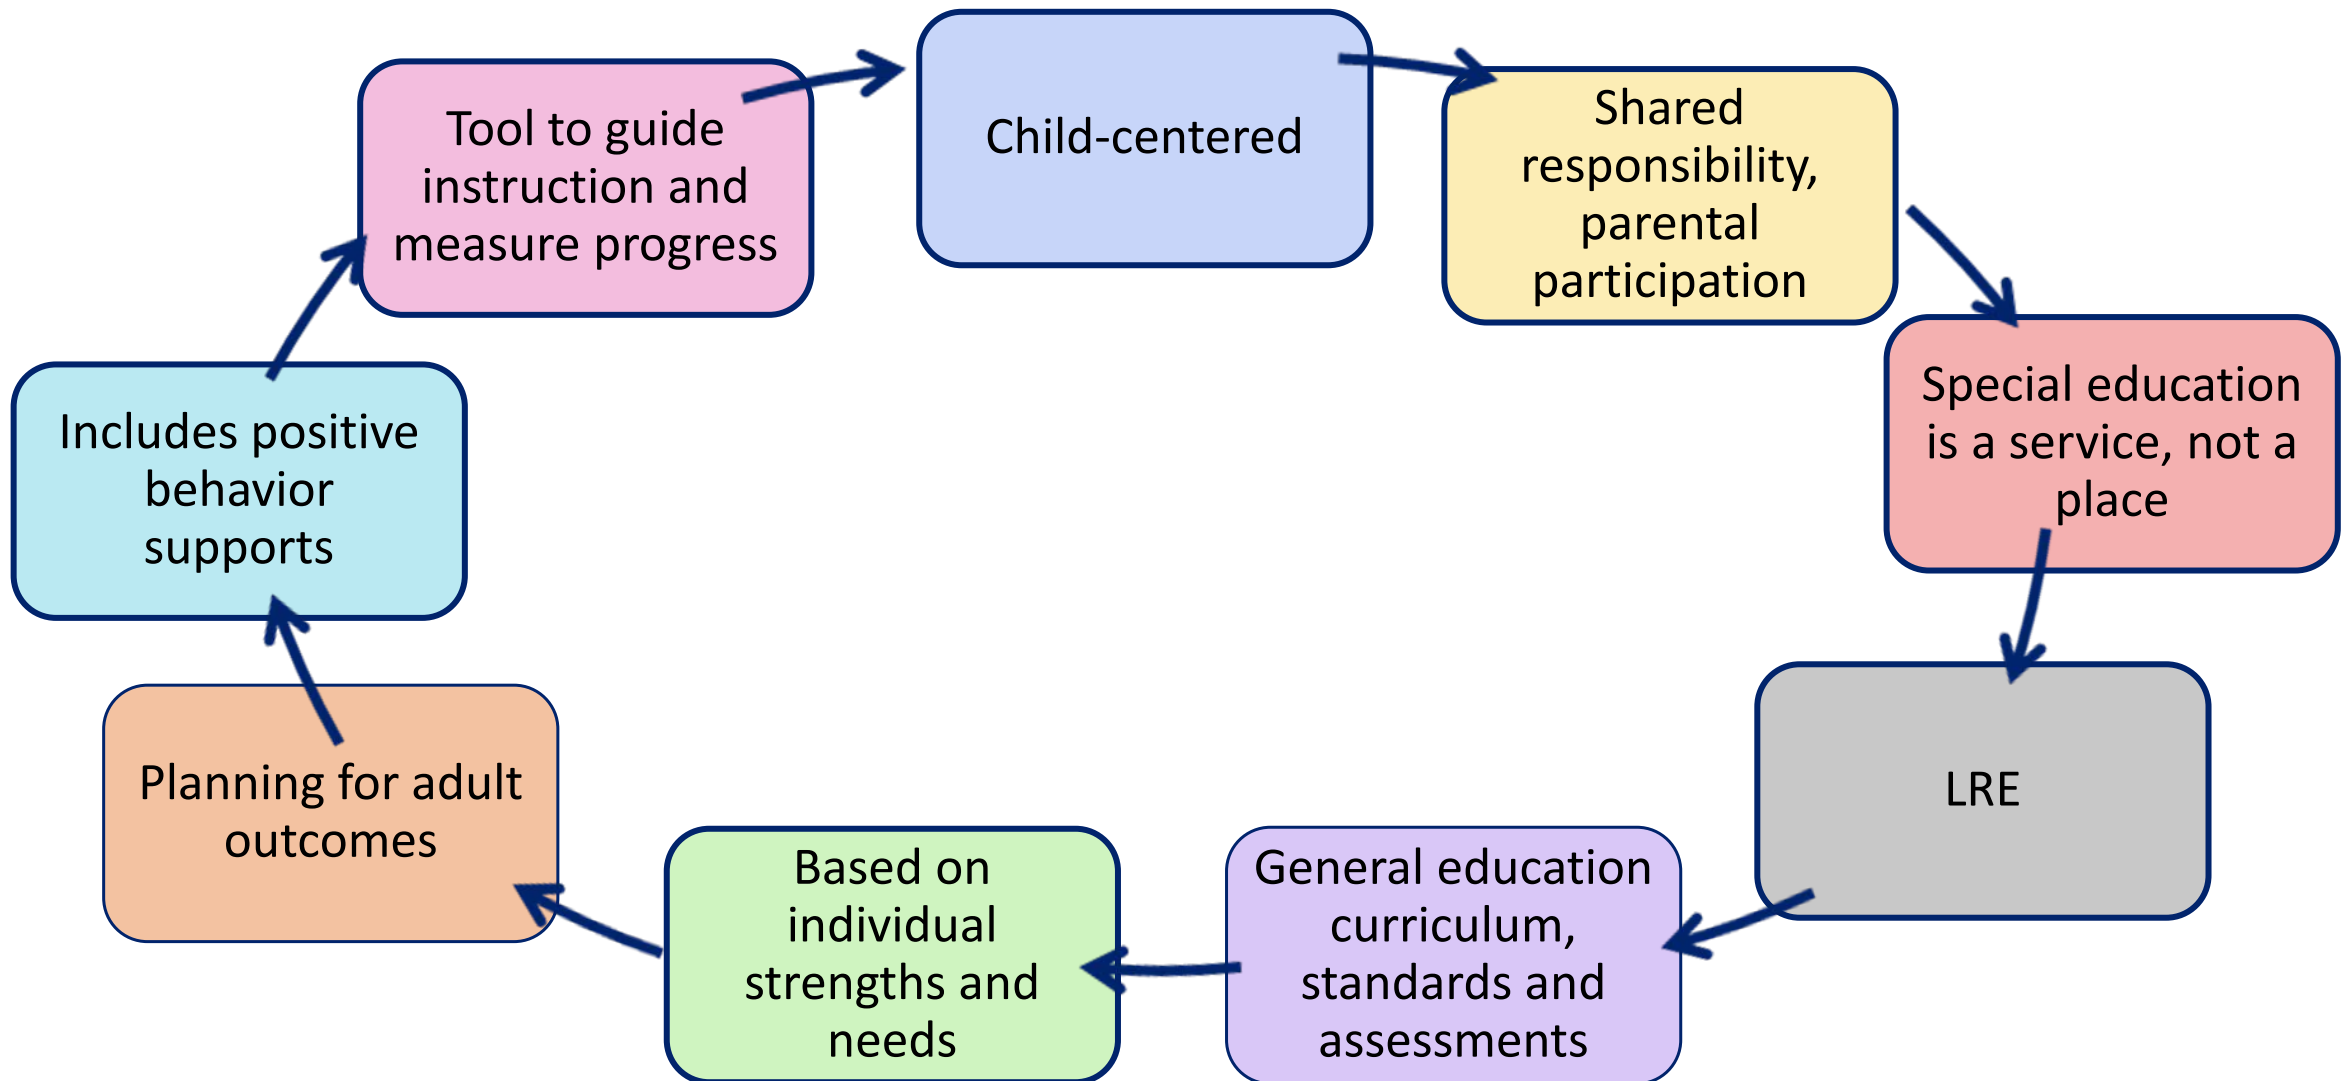 Child-centered
Shared
responsibility,
parental
participation
Special education
is a service, not a
place
LRE
General education
curriculum,
standards and
assessments
Based on
individual
strengths and
needs
Planning for adult
outcomes
Includes positive
behavior
supports
Tool to guide
instruction and
measure progress